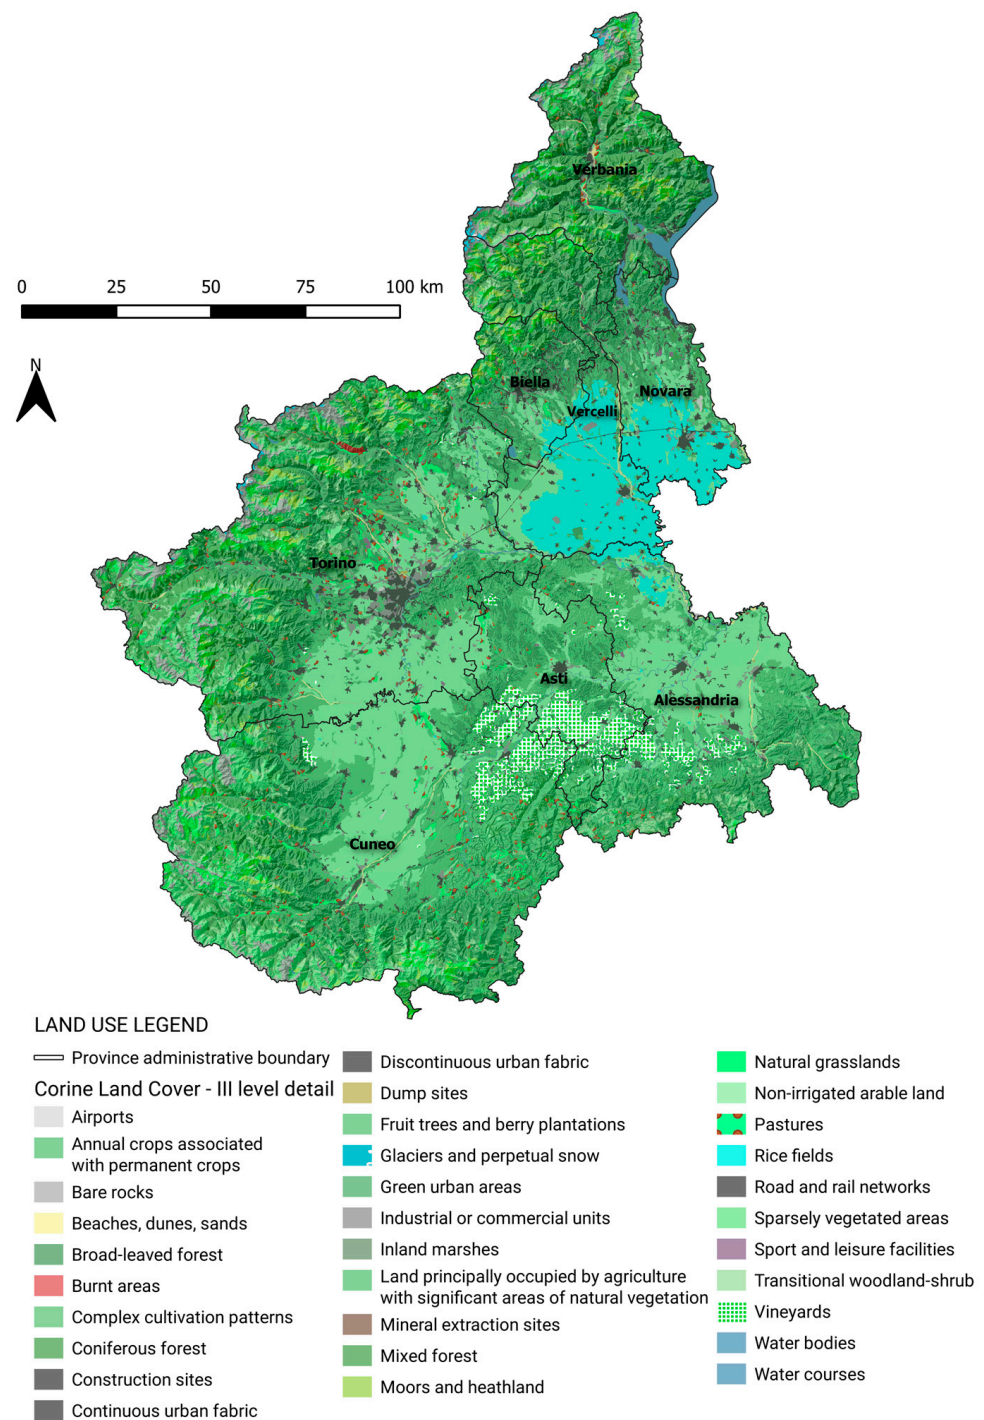 Verbania
0 25 50 75 100 km
N
Biella
Novara
Vercelli
Torino
Asti
Alessandria
Cuneo
LAND USE LEGEND
Province administrative boundary
Corine Land Cover - III level detail
Airports
Annual crops associated
with permanent crops
Bare rocks
Beaches, dunes, sands
Broad-leaved forest
Burnt areas
Complex cultivation patterns
Coniferous forest
Construction sites
Continuous urban fabric
Discontinuous urban fabric
Dump sites
Fruit trees and berry plantations
Glaciers and perpetual snow
Green urban areas
Industrial or commercial units
Inland marshes
Land principally occupied by agriculture
with significant areas of natural vegetation
Mineral extraction sites
Mixed forest
Moors and heathland
Natural grasslands
Non-irrigated arable land
Pastures
Rice fields
Road and rail networks
Sparsely vegetated areas
Sport and leisure facilities
Transitional woodland-shrub
Vineyards
Water bodies
Water courses